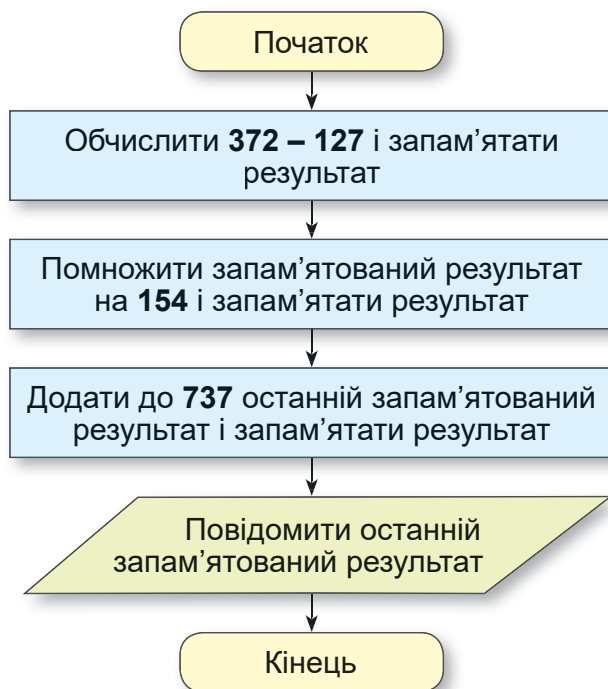 Початок
Обчислити 372 – 127 і запам’ятати
результат
Помножити запам’ятований результат
на 154 і запам’ятати результат
Додати до 737 останній запам’ятований
результат і запам’ятати результат
Повідомити останній
запам’ятований результат
Кінець